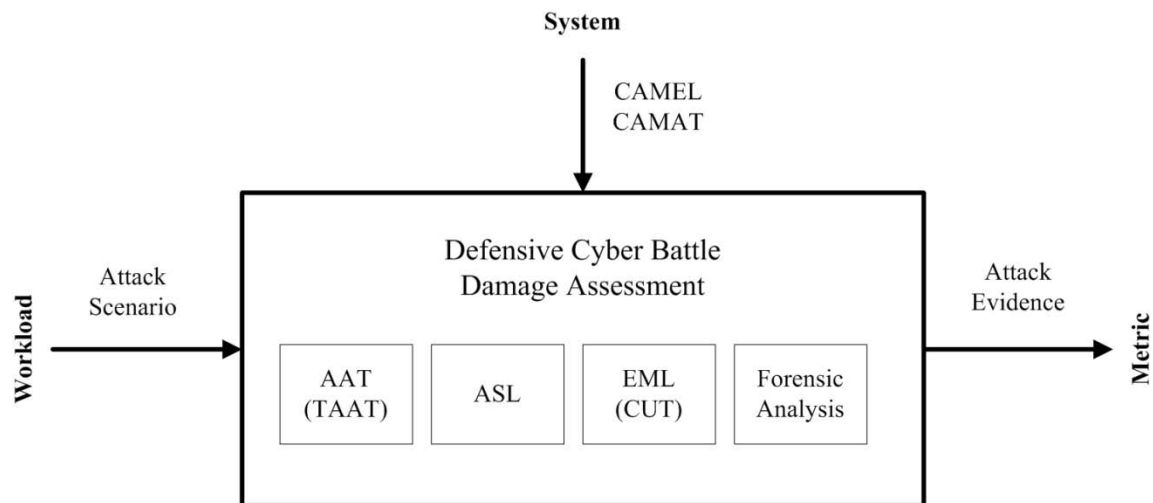 System
CAMEL
CAMAT
Defensive Cyber Battle
Damage Assessment
Workload
Attack
Scenario
AAT
(TAAT)
ASL
EML
(CUT)
Forensic
Analysis
Attack
Evidence
Metric